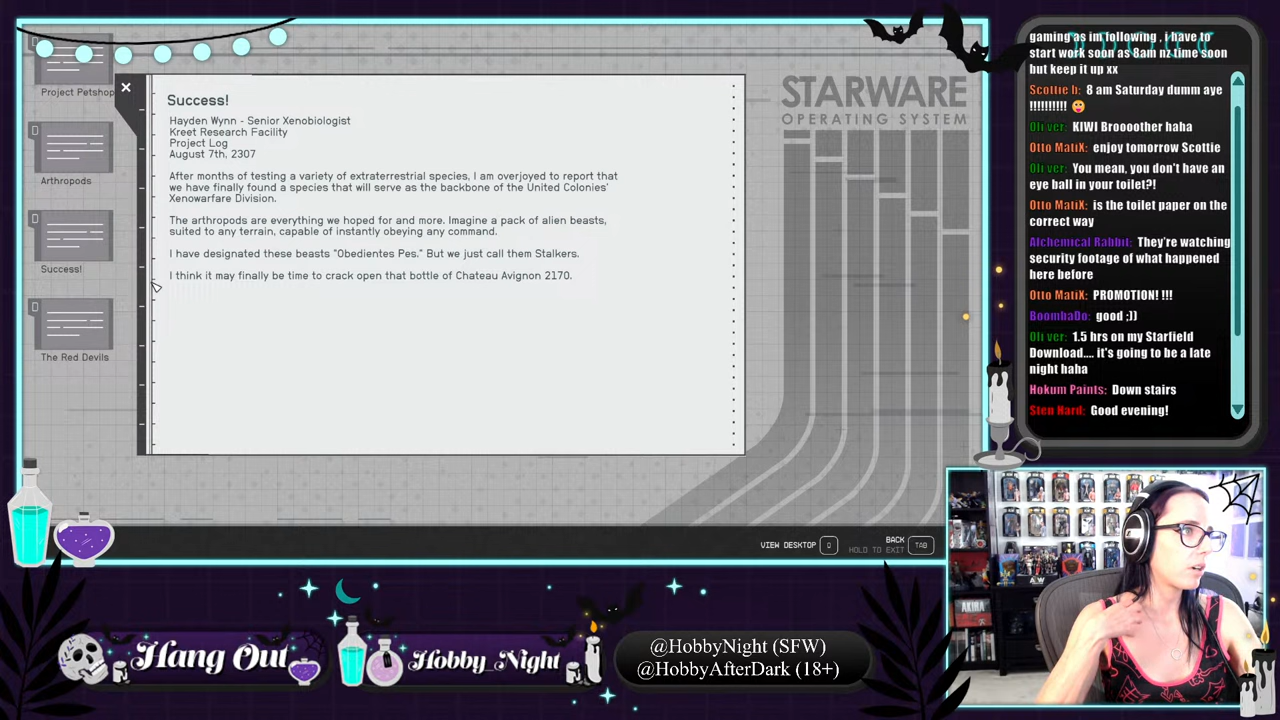 Project Petshop
Arthropods
Success!
The Red Devils
×
Success!
Hayden Wynn - Senior Xenobiologist
Kreet Research Facility
Project Log
August 7th, 2307
After months of testing a variety of extraterrestrial species, I am overjoyed to report that
we have finally found a species that will serve as the backbone of the United Colonies'
Xenowarfare Division.
The arthropods are everything we hoped for and more. Imagine a pack of alien beasts,
suited to any terrain, capable of instantly obeying any command.
I have designated these beasts "Obedientes Pes." But we just call them Stalkers.
I think it may finally be time to crack open that bottle of Chateau Avignon 2170.
STARWARE
OPERATING SYSTEM
VIEW DESKTOP Q
BACK
HOLD TO EXIT TAB
gaming as im following , i have to
start work soon as 8am nz time soon
but keep it up xx
Scottie b: 8 am Saturday dumm aye
!!!!!!!!!!
Oli ver: KIWI Broooother haha
Otto MatiX: enjoy tomorrow Scottie
Oli ver: You mean, you don't have an
eye ball in your toilet?!
Otto MatiX: is the toilet paper on the
correct way
Alchemical Rabbit: They're watching
security footage of what happened
here before
Otto MatiX: PROMOTION! !!!
BoombaDo: good ;))
Oli ver: 1.5 hrs on my Starfield
Download.... it's going to be a late
night haha
Hokum Paints: Down stairs
Sten Hard: Good evening!
AKIRA
Hang Out
Hobby Night
@HobbyNight (SFW)
@HobbyAfterDark (18+)